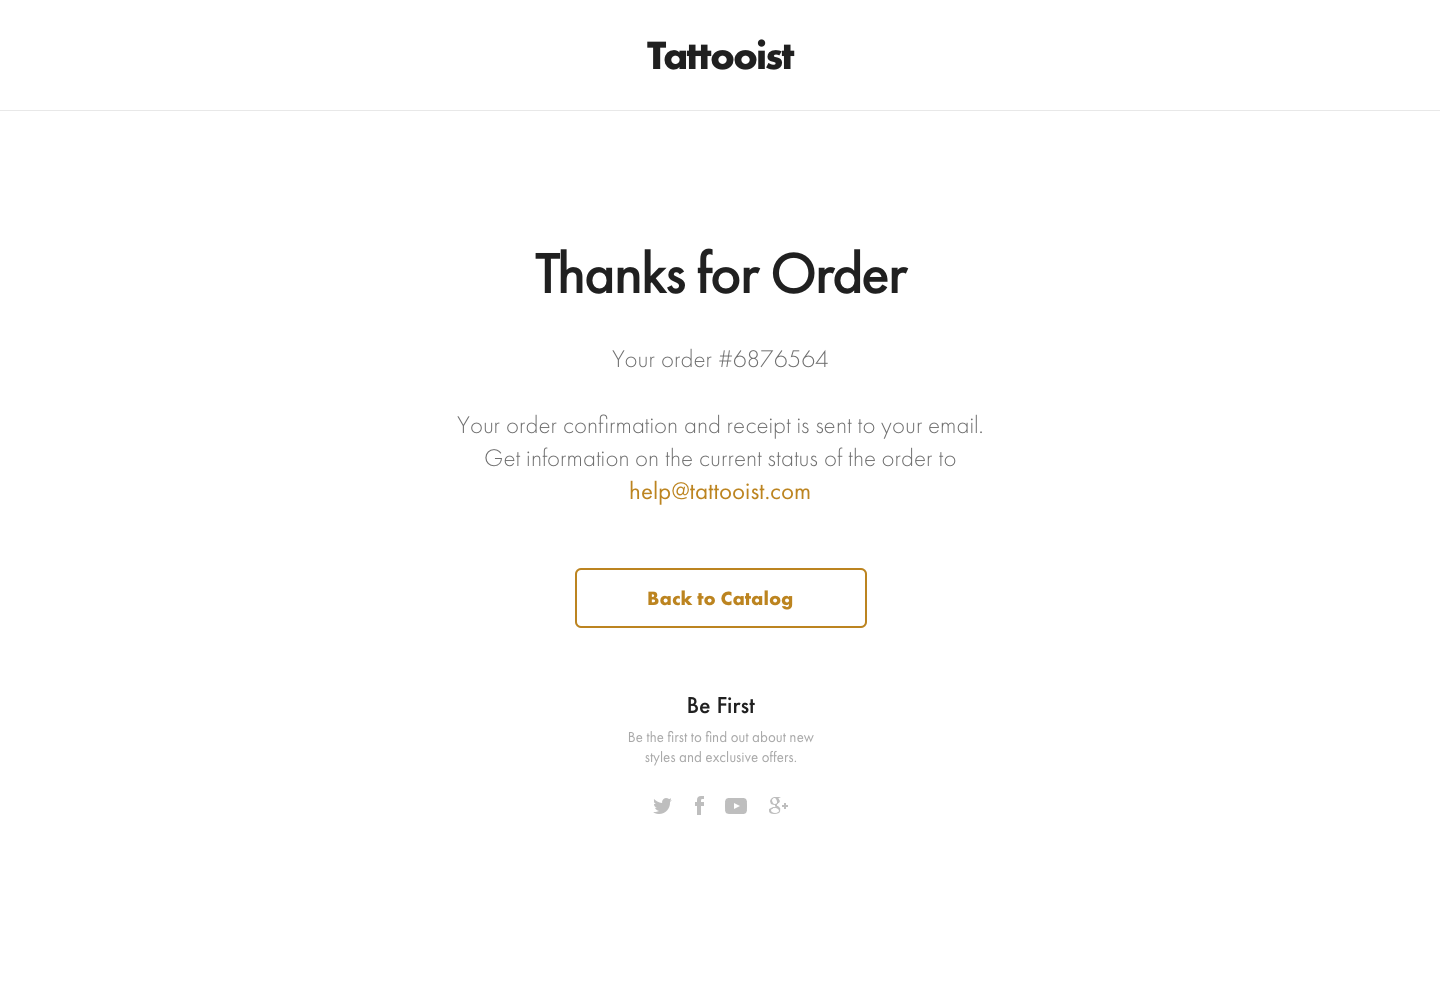 Tattooist
Thanks for Order
Your order #6876564
Your order confirmation and receipt is sent to your email.
Get information on the current status of the order to
help@tattooist.com
Back to Catalog
Be First
Be the first to find out about new
styles and exclusive offers.